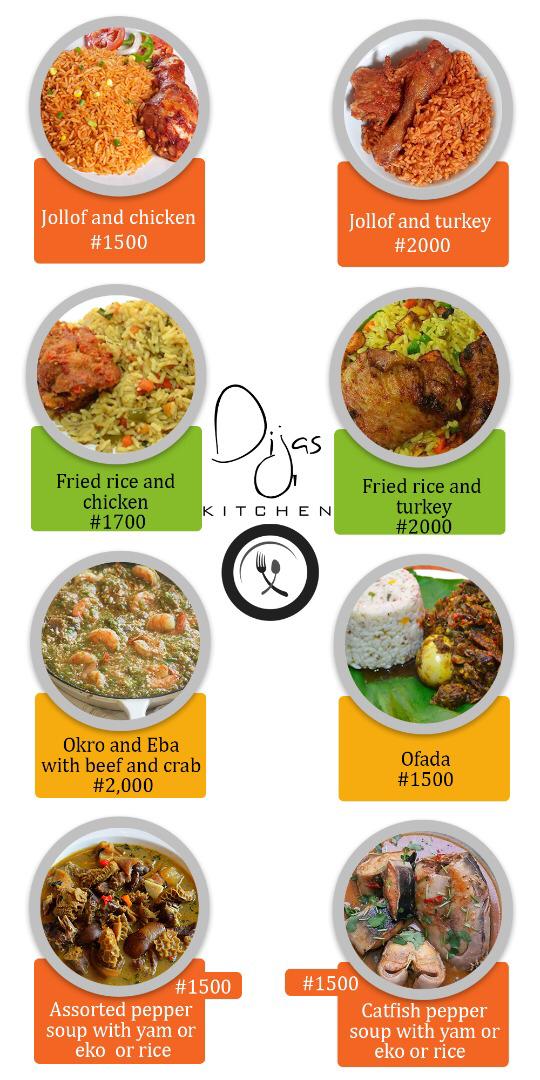 Jollof and chicken
#1500
Jollof and turkey
#2000
Fried rice and
chicken
#1700
Fried rice and
turkey
#2000
Dijas
KITCHEN
Okro and Eba
with beef and crab
#2,000
Ofada
#1500
#1500
Assorted pepper
soup with yam or
eko or rice
#1500
Catfish pepper
soup with yam or
eko or rice